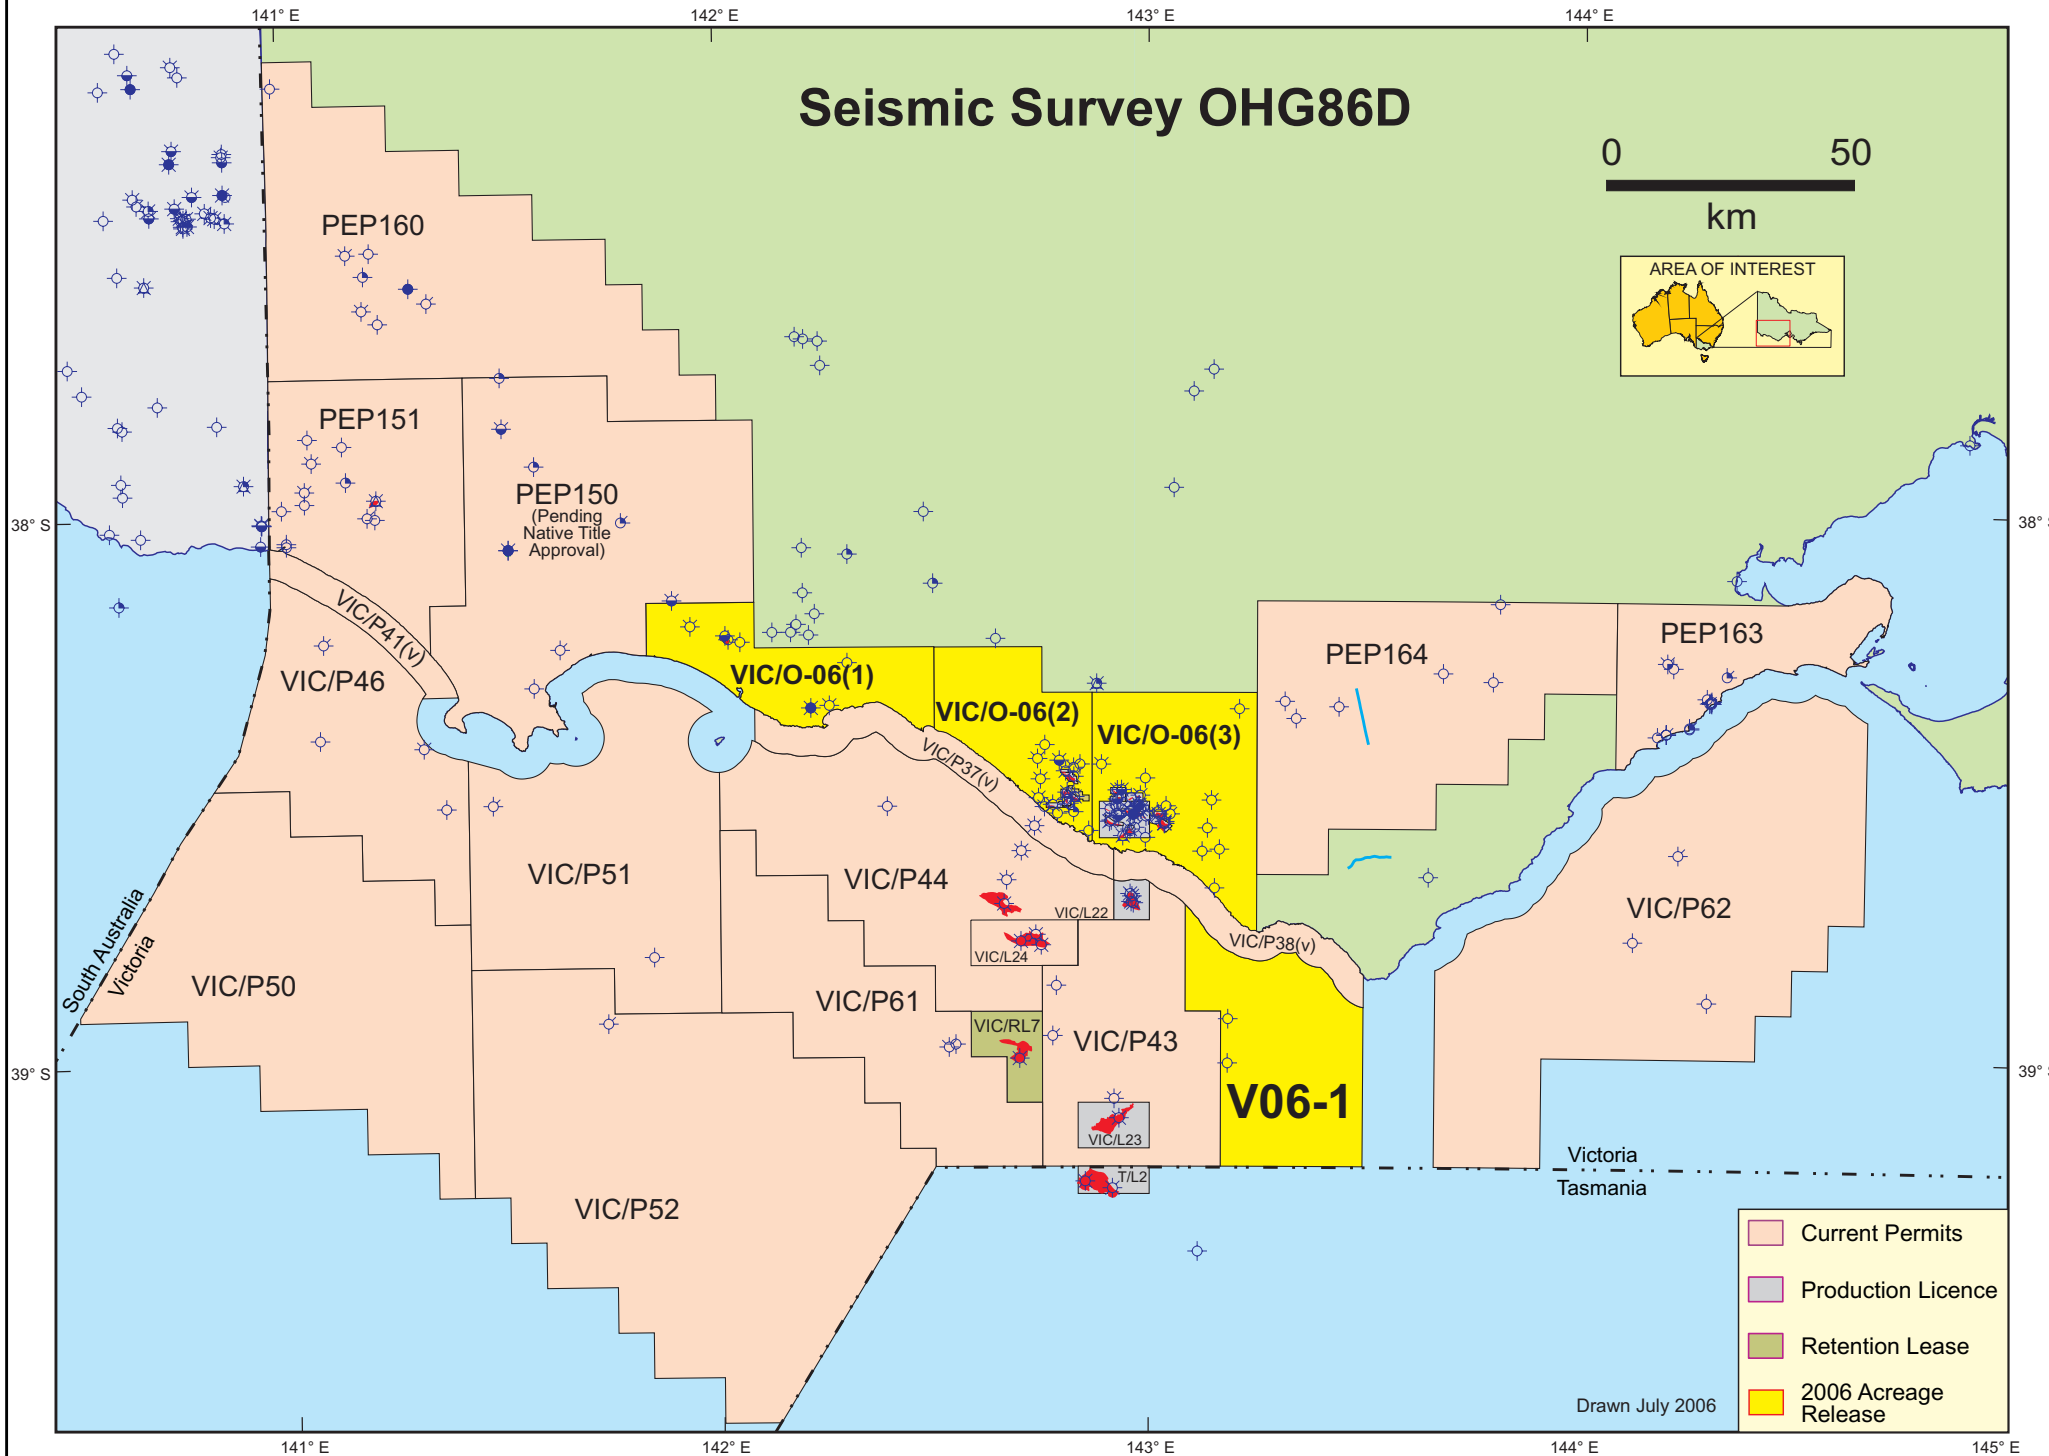 141° E
142° E
143° E
144° E
Seismic Survey OHG86D
0
50
km
AREA OF INTEREST
PEP160
PEP151
PEP150
(Pending
Native Title
Approval)
38° S
38° S
VIC/P41(v)
VIC/P46
VIC/O-06(1)
VIC/O-06(2)
VIC/O-06(3)
PEP164
PEP163
VIC/P37(v)
VIC/P51
VIC/P44
VIC/L22
VIC/P62
VIC/P38(v)
VIC/L24
South Australia
Victoria
VIC/P50
VIC/P61
VIC/RL7
VIC/P43
39° S
39° S
V06-1
VIC/L23
T/L2
Victoria
Tasmania
VIC/P52
Current Permits
Production Licence
Retention Lease
2006 Acreage
Release
Drawn July 2006
141° E
142° E
143° E
144° E
145° E